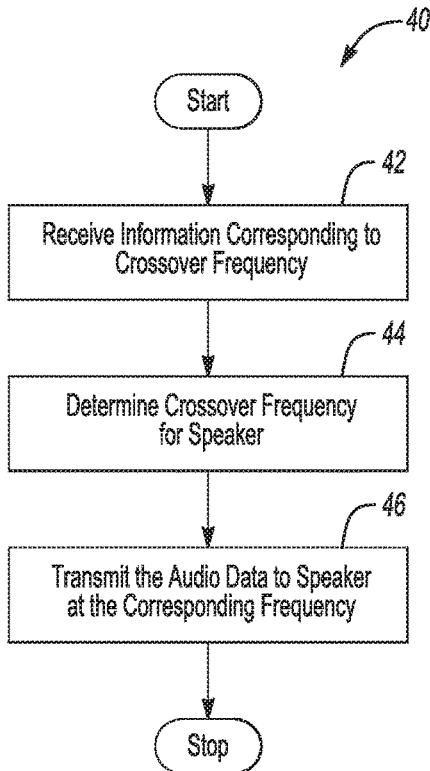 40
Start
42
Receive Information Corresponding to
Crossover Frequency
44
Determine Crossover Frequency
for Speaker
46
Transmit the Audio Data to Speaker
at the Corresponding Frequency
Stop